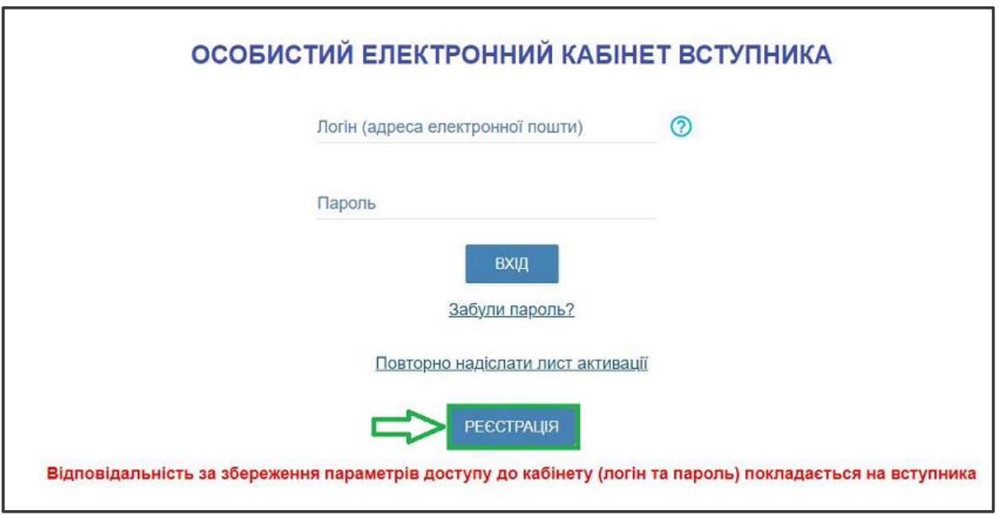 ОСОБИСТИЙ ЕЛЕКТРОННИЙ КАБІНЕТ ВСТУПНИКА
Логін (адреса електронної пошти)
Пароль
ВХІД
Забули пароль?
Повторно надіслати лист активації
РЕЄСТРАЦІЯ
Відповідальність за збереження параметрів доступу до кабінету (логін та пароль) покладається на вступника